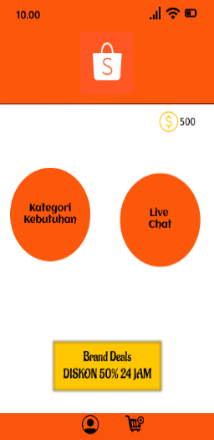 10.00
S
500
Kategori
Kebutuhan
Live
Chat
Brand Deals
DISKON 50% 24 JAM